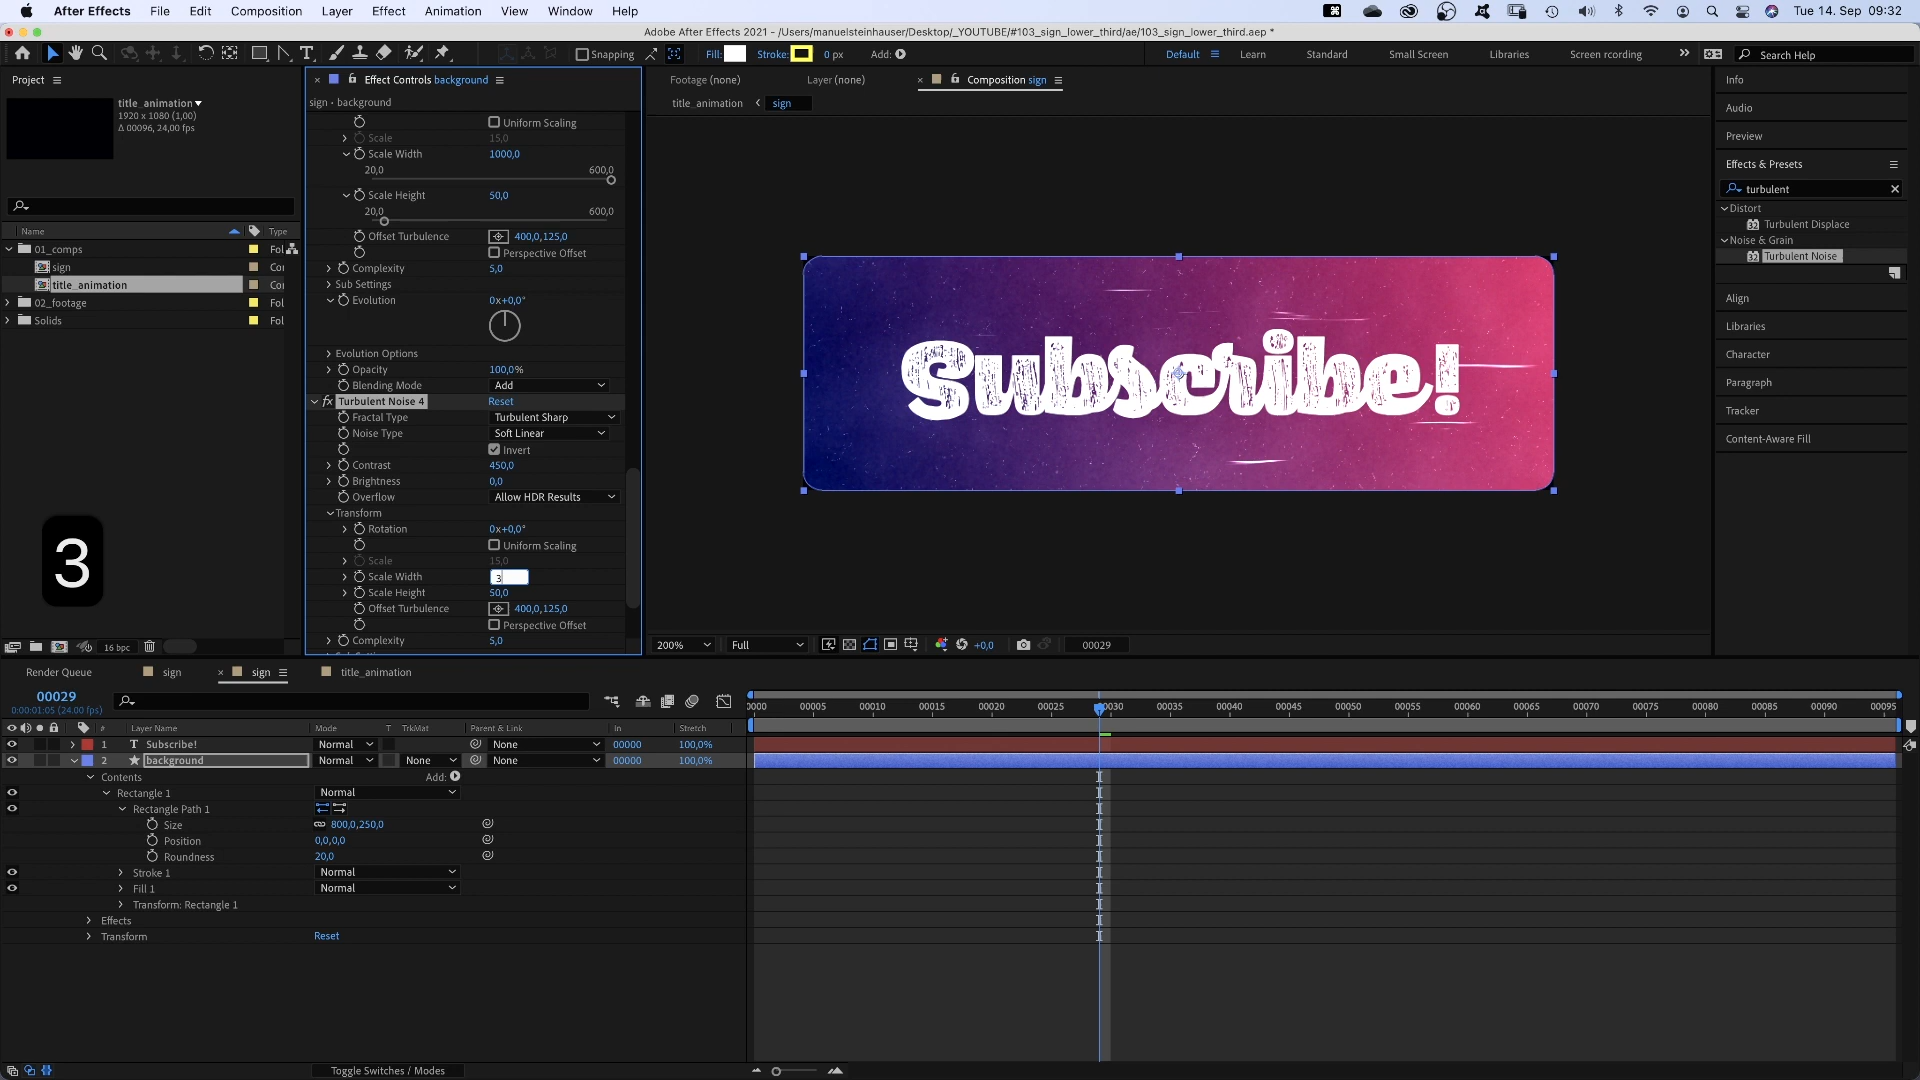 After Effects File Edit Composition Layer Effect Animation View Window Help Tue 14. Sep 09:32
Adobe After Effects 2021 - /Users/manuelsteinhauser/Desktop/_YOUTUBE/#103_sign_lower_third/ae/103_sign_lower_third.aep *
Snapping Fill: Stroke: 0 px Add: Default Learn Standard Small Screen Libraries Screen rcording Search Help
Project
title_animation
1920 x 1080 (1,00)
Δ 00096, 24,00 fps
Name Type
01_comps Fol
sign Cor
title_animation Cor
02_footage Fol
Solids Fol
16 bpc
3
Effect Controls background
sign • background
Uniform Scaling
Scale 15,0
Scale Width 1000,0
20,0 600,0
Scale Height 50,0
20,0 600,0
Offset Turbulence 400,0,125,0
Perspective Offset
Complexity 5,0
Sub Settings
Evolution 0x+0,0°
Evolution Options
Opacity 100,0%
Blending Mode Add
fx Turbulent Noise 4 Reset
Fractal Type Turbulent Sharp
Noise Type Soft Linear
Invert
Contrast 450,0
Brightness 0,0
Overflow Allow HDR Results
Transform
Rotation 0x+0,0°
Uniform Scaling
Scale 15,0
Scale Width 3
Scale Height 50,0
Offset Turbulence 400,0,125,0
Perspective Offset
Complexity 5,0
Footage (none) Layer (none) Composition sign
title_animation sign
Subscribe!
200% Full +0,0 00029
Info
Audio
Preview
Effects & Presets
turbulent
Distort
Turbulent Displace
Noise & Grain
Turbulent Noise
Align
Libraries
Character
Paragraph
Tracker
Content-Aware Fill
Render Queue sign sign title_animation
00029
0:00:01:05 (24.00 fps)
# Layer Name Mode T TrkMat Parent & Link In Stretch
0000 00005 00010 00015 00020 00025 00030 00035 00040 00045 00050 00055 00060 00065 00070 00075 00080 00085 00090 00095
1 T Subscribe! Normal None 00000 100,0%
2 background Normal None None 00000 100,0%
Contents Add:
Rectangle 1 Normal
Rectangle Path 1
Size 800,0,250,0
Position 0,0,0,0
Roundness 20,0
Stroke 1 Normal
Fill 1 Normal
Transform: Rectangle 1
Effects
Transform Reset
Toggle Switches / Modes